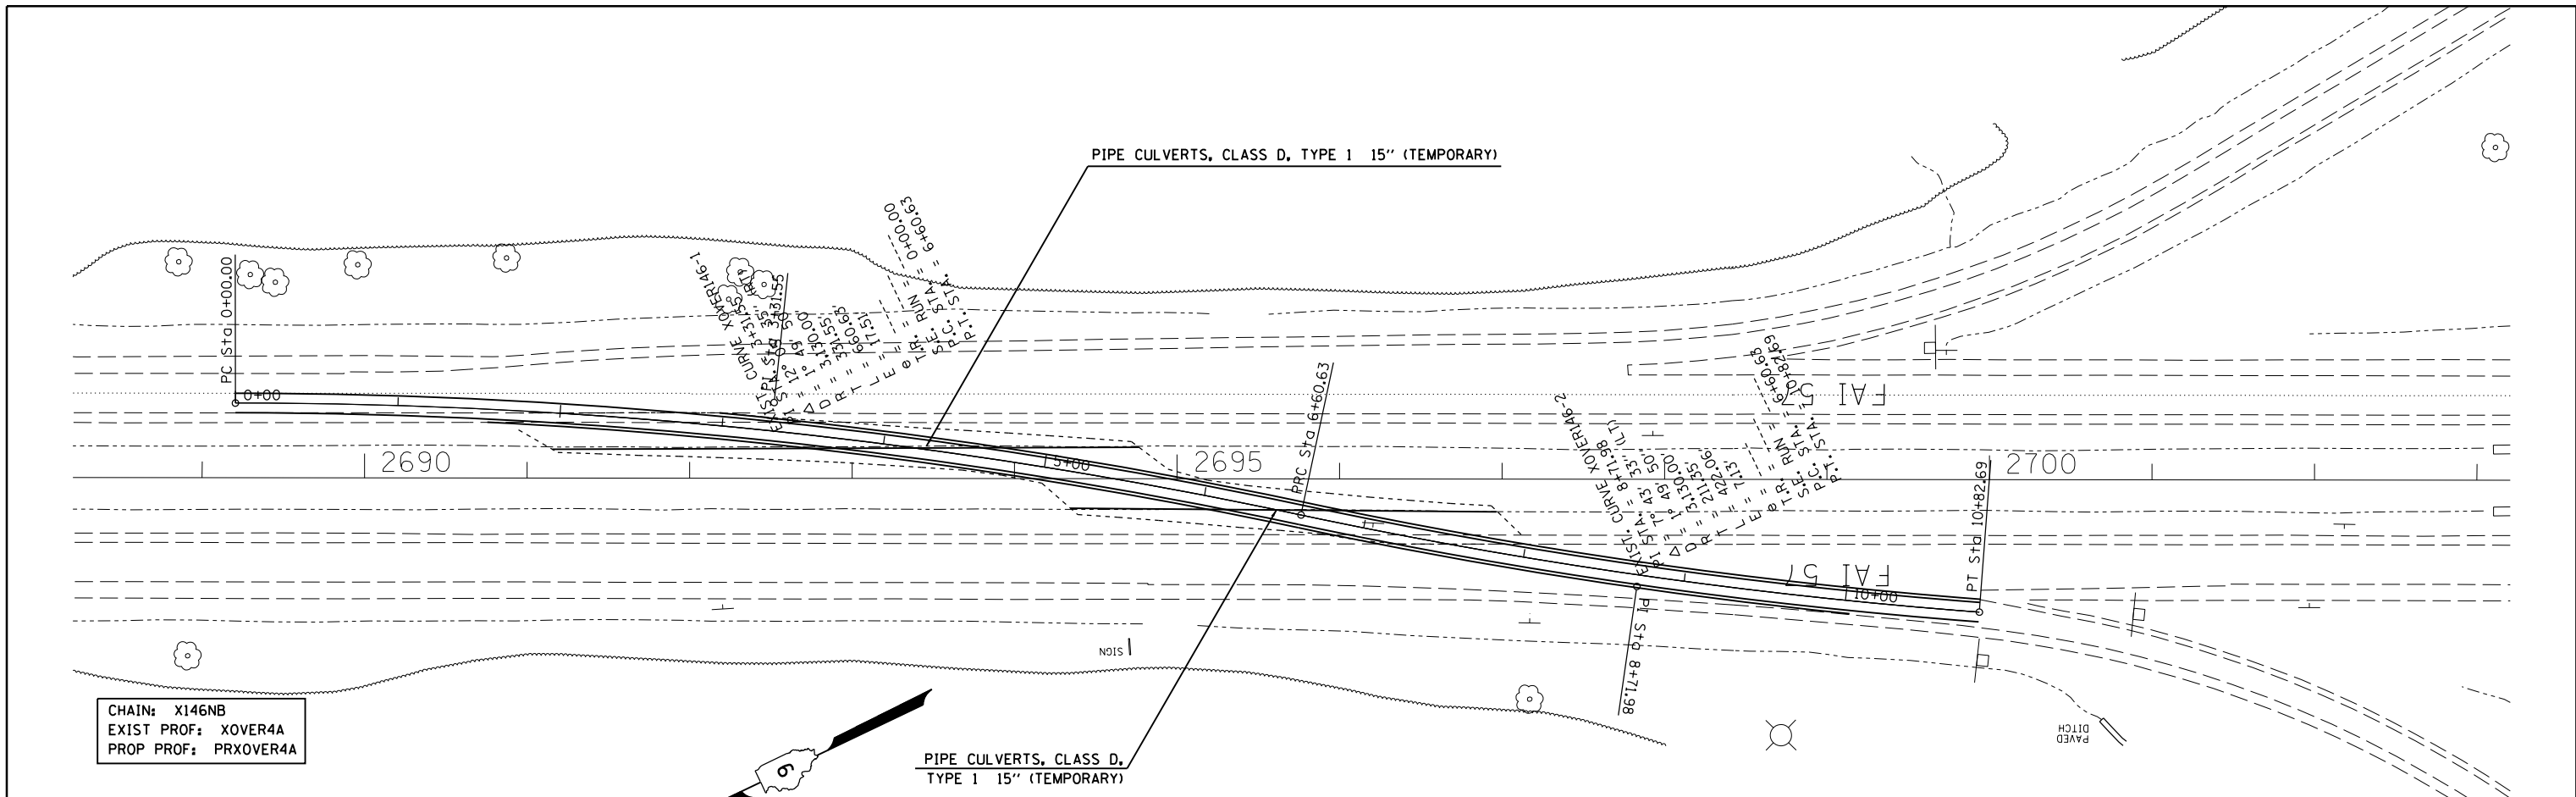 PIPE CULVERTS, CLASS D, TYPE 1 15" (TEMPORARY)
PC Sta 0+00.00
0+00
EXIST. CURVE XOVER146-1
PI STA. = 3+31.55
Δ = 12° 05' 35" (RT)
D = 1° 49' 50"
R = 3,130.00
T = 331.55
L = 660.63'
E = 17.51'
e =
T.R. =
S.E. RUN =
P.C. STA. = 0+00.00
P.T. STA. = 6+60.63
PI Sta 3+31.55
5+00
2690
2695
2700
PRC Sta 6+60.63
EXIST. CURVE XOVER146-2
PI STA. = 8+71.98
Δ = 7° 43' 33" (LT)
D = 1° 49' 50"
R = 3,130.00
T = 211.35'
L = 422.06'
E = 7.13'
e =
T.R. =
S.E. RUN =
P.C. STA. = 6+60.63
P.T. STA. = 10+82.69
FAI 57
FAI 57
10+00
PT Sta 10+82.69
PI Sta 8+71.98
SIGN
PAVED
DITCH
CHAIN: X146NB
EXIST PROF: XOVER4A
PROP PROF: PRXOVER4A
6
PIPE CULVERTS, CLASS D,
TYPE 1 15" (TEMPORARY)